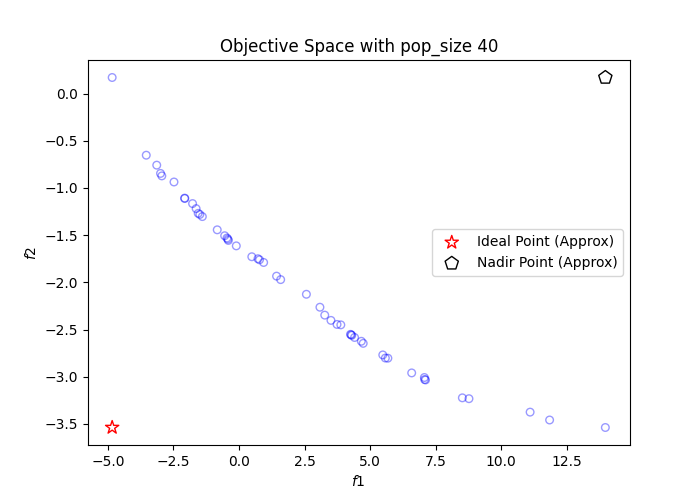 Objective Space with pop_size 40
f2
0.0
−0.5
−1.0
−1.5
−2.0
−2.5
−3.0
−3.5
Ideal Point (Approx)
Nadir Point (Approx)
−5.0 −2.5 0.0 2.5 5.0 7.5 10.0 12.5
f1